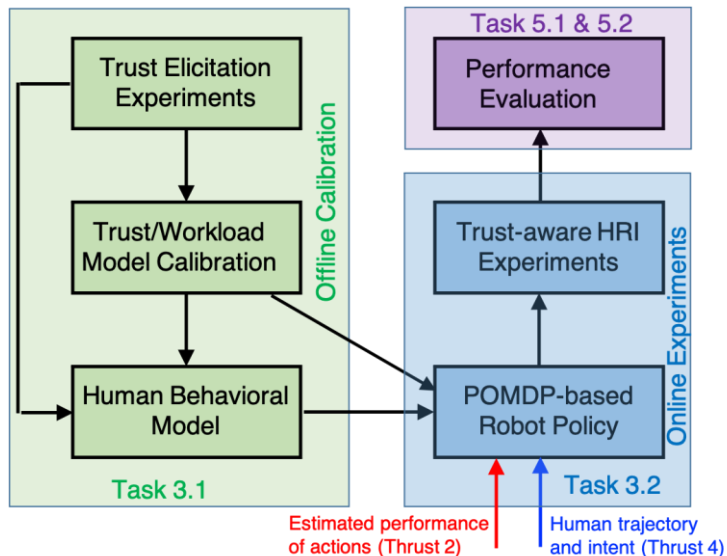 Trust Elicitation
Experiments
Trust/Workload
Model Calibration
Human Behavioral
Model
Offline Calibration
Task 3.1
Task 5.1 & 5.2
Performance
Evaluation
Trust-aware HRI
Experiments
POMDP-based
Robot Policy
Online Experiments
Task 3.2
Estimated performance
of actions (Thrust 2)
Human trajectory
and intent (Thrust 4)